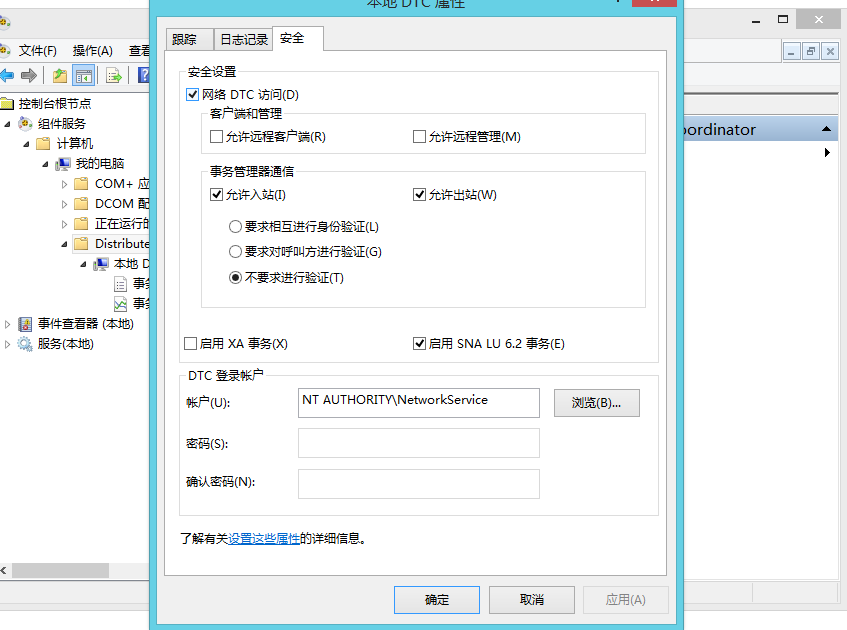 本地 DTC 属性
文件(F) 操作(A) 查看
控制台根节点
组件服务
计算机
我的电脑
COM+ 应
DCOM 配
正在运行的
Distribute
本地 D
事务
事务
事件查看器 (本地)
服务(本地)
oordinator
跟踪 日志记录 安全
安全设置
网络 DTC 访问(D)
客户端和管理
允许远程客户端(R) 允许远程管理(M)
事务管理器通信
允许入站(I) 允许出站(W)
要求相互进行身份验证(L)
要求对呼叫方进行验证(G)
不要求进行验证(T)
启用 XA 事务(X) 启用 SNA LU 6.2 事务(E)
DTC 登录帐户
帐户(U): NT AUTHORITY\NetworkService 浏览(B)...
密码(S):
确认密码(N):
了解有关设置这些属性的详细信息。
确定 取消 应用(A)